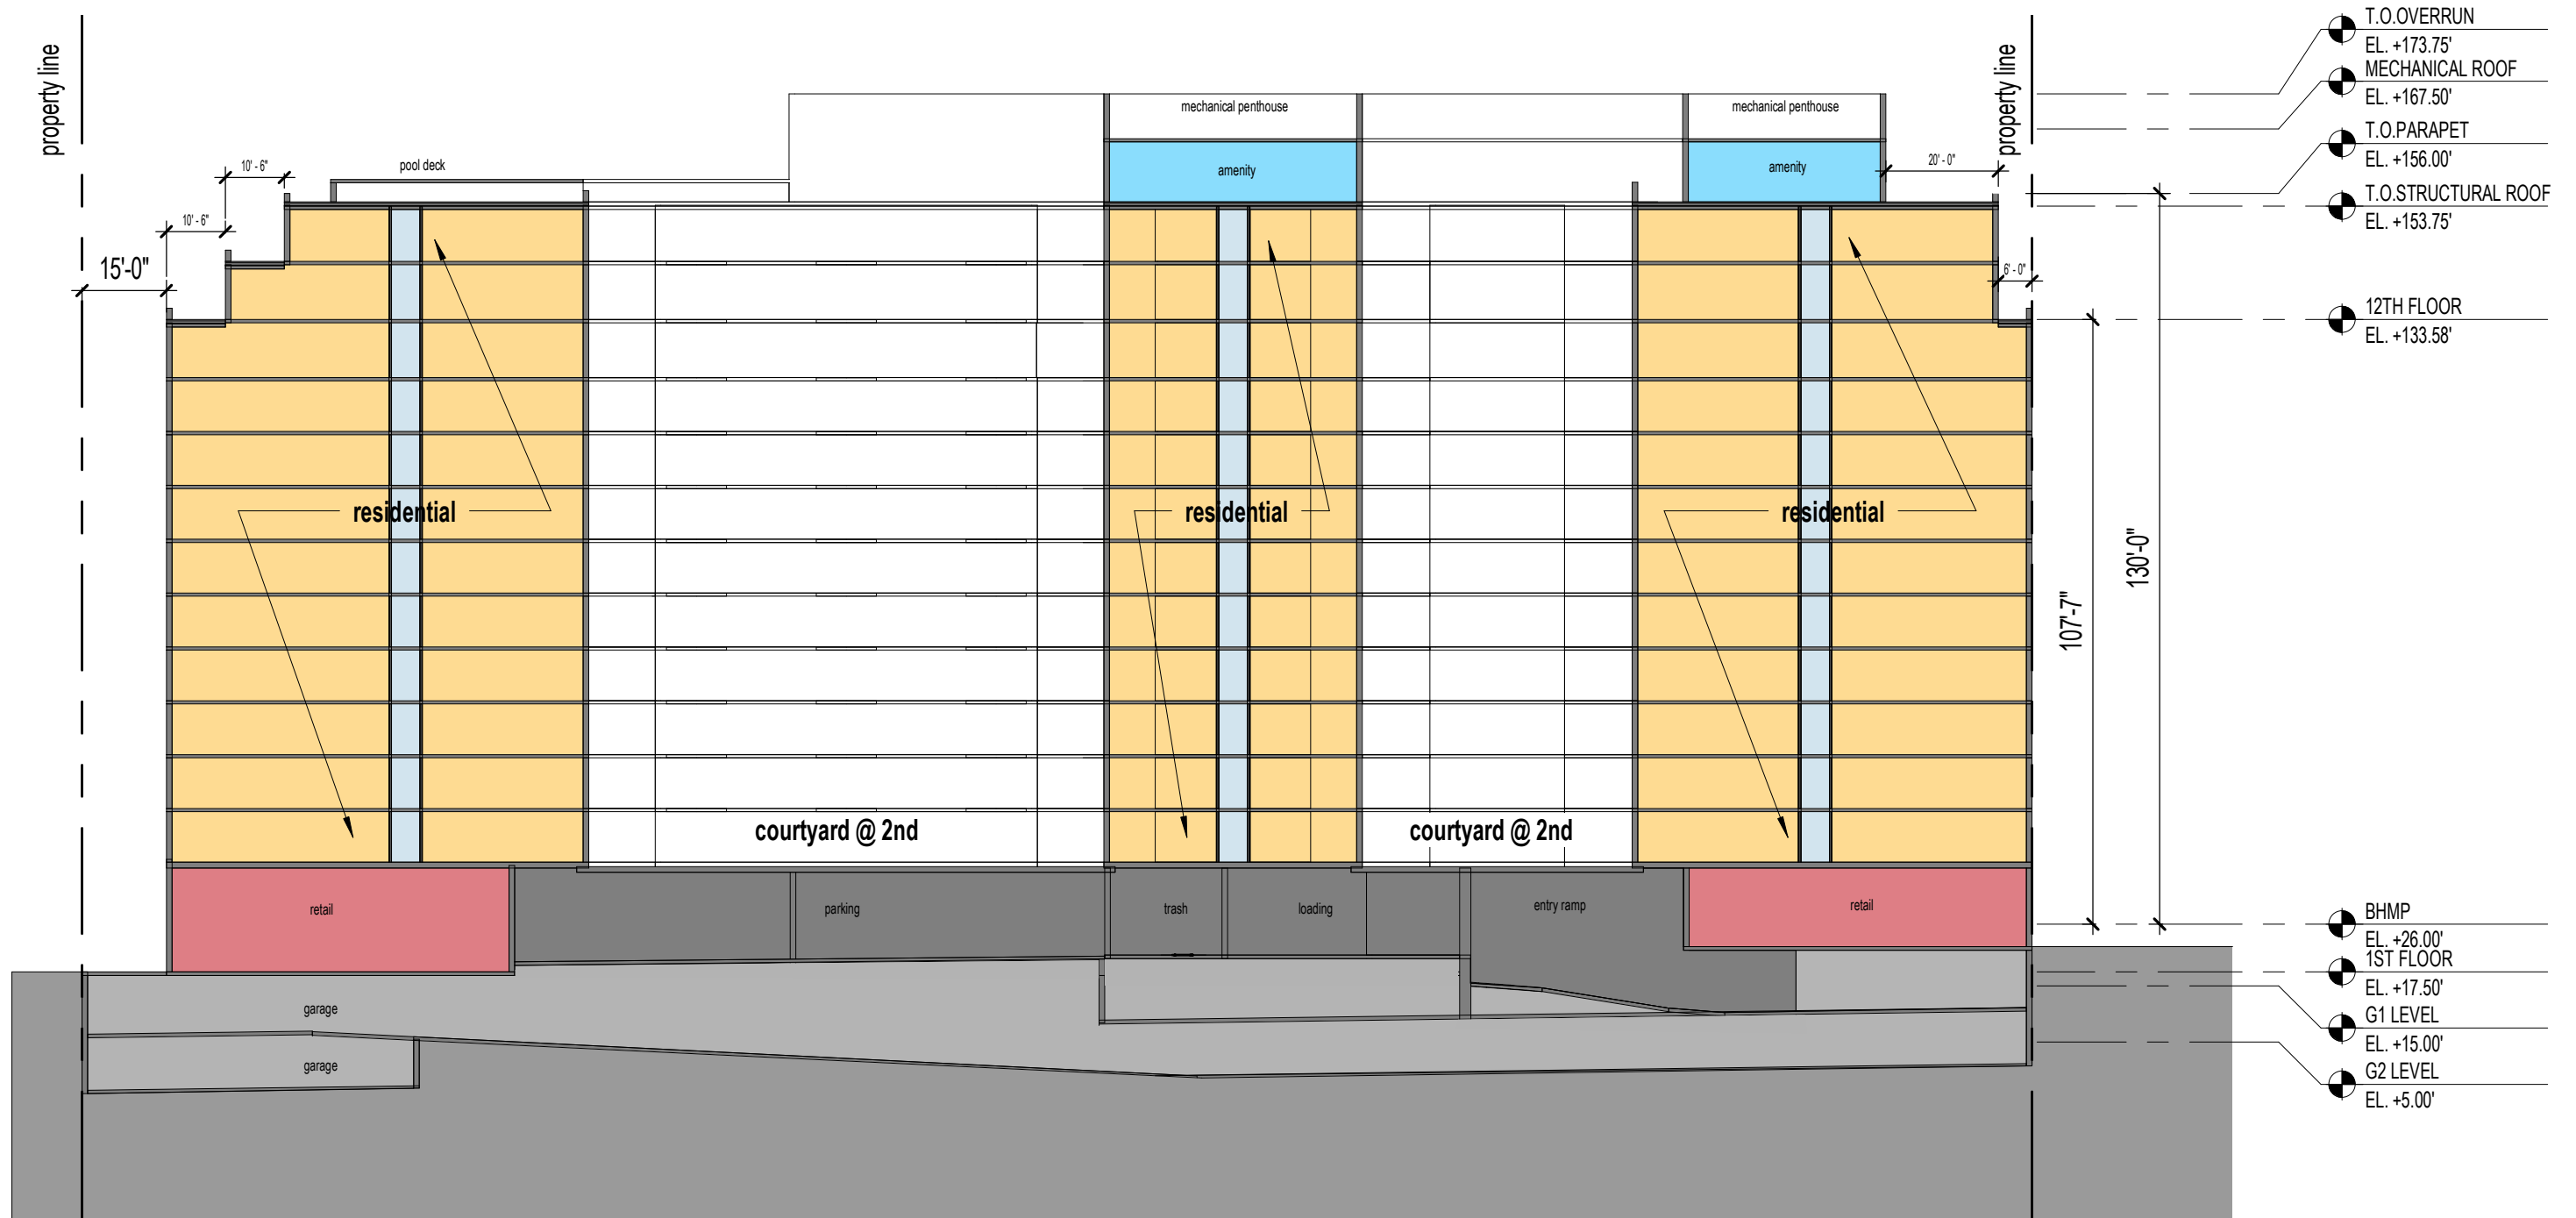 T.O.OVERRUN
EL. +173.75'
MECHANICAL ROOF
EL. +167.50'
T.O.PARAPET
EL. +156.00'
T.O.STRUCTURAL ROOF
EL. +153.75'
12TH FLOOR
EL. +133.58'
BHMP
EL. +26.00'
1ST FLOOR
EL. +17.50'
G1 LEVEL
EL. +15.00'
G2 LEVEL
EL. +5.00'
property line
property line
mechanical penthouse
mechanical penthouse
10' - 6"
pool deck
amenity
amenity
20' - 0"
10' - 6"
15'-0"
6' - 0"
residential
residential
residential
130'-0"
107'-7"
courtyard @ 2nd
courtyard @ 2nd
retail
parking
trash
loading
entry ramp
retail
garage
garage